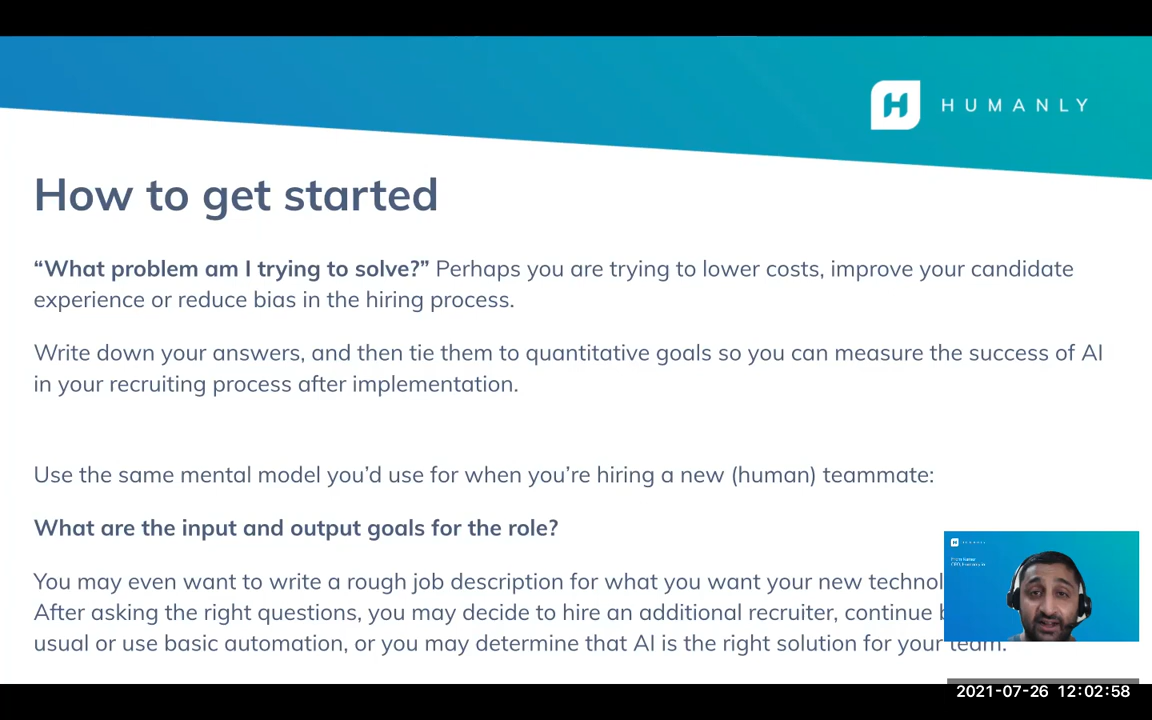 HUMANLY
How to get started
“What problem am I trying to solve?” Perhaps you are trying to lower costs, improve your candidate
experience or reduce bias in the hiring process.
Write down your answers, and then tie them to quantitative goals so you can measure the success of AI
in your recruiting process after implementation.
Use the same mental model you’d use for when you’re hiring a new (human) teammate:
What are the input and output goals for the role?
You may even want to write a rough job description for what you want your new
After asking the right questions, you may decide to hire an additional recruiter, continue
usual or use basic automation, or you may determine that AI is the right solution for your team.
2021-07-26 12:02:58